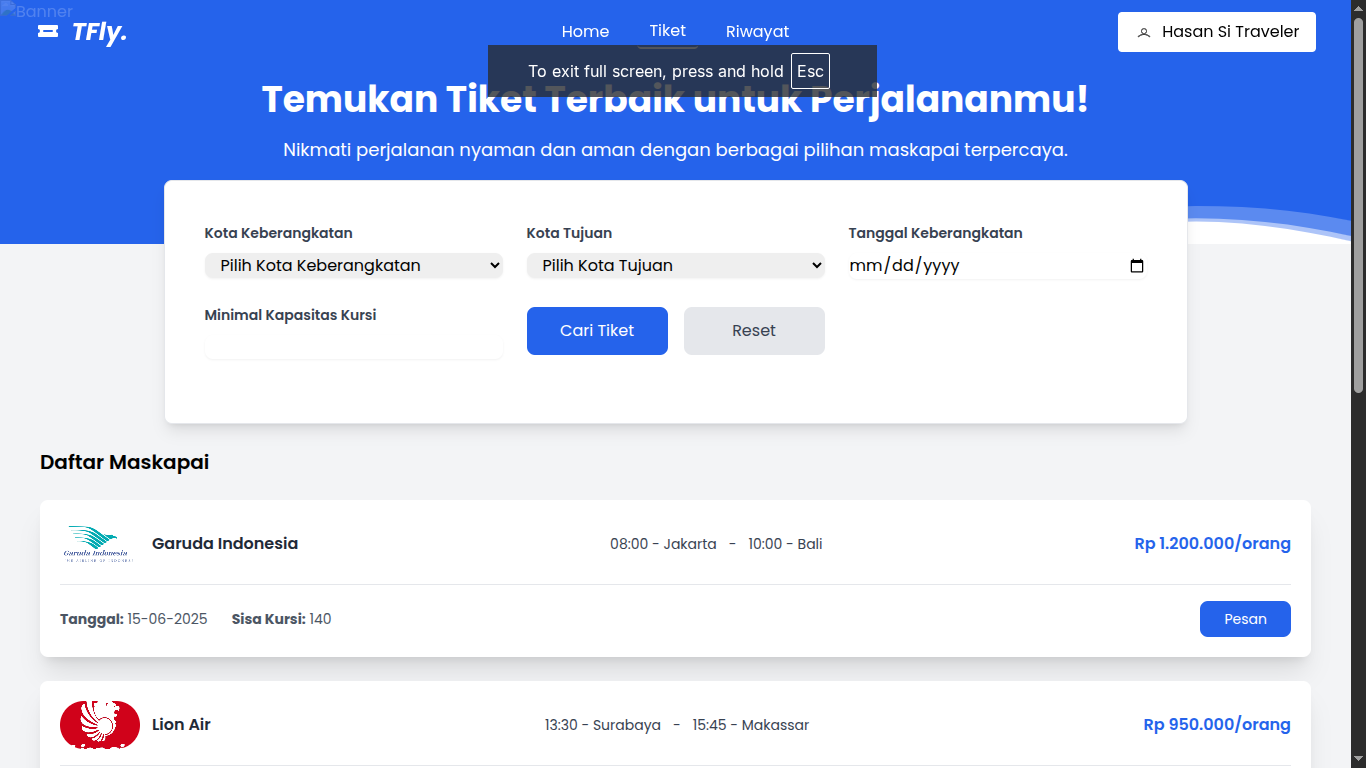 Banner
TFly.
Home
Tiket
Riwayat
Hasan Si Traveler
To exit full screen, press and hold Esc
Temukan Tiket Terbaik untuk Perjalananmu!
Nikmati perjalanan nyaman dan aman dengan berbagai pilihan maskapai terpercaya.
Kota Keberangkatan
Kota Tujuan
Tanggal Keberangkatan
Pilih Kota Keberangkatan
Pilih Kota Tujuan
mm/dd/yyyy
Minimal Kapasitas Kursi
Cari Tiket
Reset
Daftar Maskapai
Garuda Indonesia
Garuda Indonesia
08:00 - Jakarta - 10:00 - Bali
Rp 1.200.000/orang
Tanggal: 15-06-2025
Sisa Kursi: 140
Pesan
Lion Air
13:30 - Surabaya - 15:45 - Makassar
Rp 950.000/orang